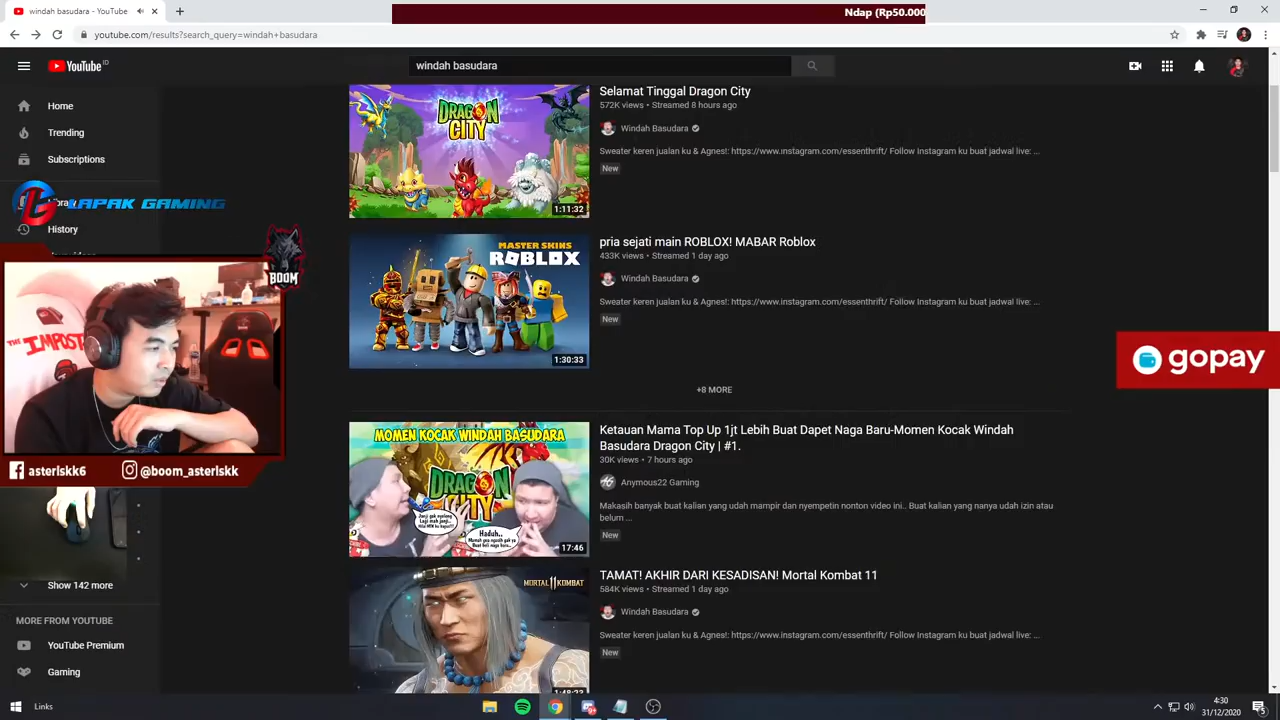 windah basudara - YouTube
Ndap (Rp50.000
youtube.com/results?search_query=windah+basudara
YouTube ID
windah basudara
Home
Trending
Subscriptions
LAPAK GAMING
History
BOOM
THE IMPOST
asterlskk6
@boom_asterlskk
Show 142 more
MORE FROM YOUTUBE
YouTube Premium
Gaming
DRAGON CITY
1:11:32
Selamat Tinggal Dragon City
572K views • Streamed 8 hours ago
Windah Basudara
Sweater keren jualan ku & Agnes!: https://www.instagram.com/essenthrift/ Follow Instagram ku buat jadwal live: ...
New
MASTER SKINS
ROBLOX
1:30:33
pria sejati main ROBLOX! MABAR Roblox
433K views • Streamed 1 day ago
Windah Basudara
Sweater keren jualan ku & Agnes!: https://www.instagram.com/essenthrift/ Follow Instagram ku buat jadwal live: ...
New
+8 MORE
gopay
MOMEN KOCAK WINDAH BASUDARA
DRAGON CITY
Haduh..
17:46
Ketauan Mama Top Up 1jt Lebih Buat Dapet Naga Baru-Momen Kocak Windah
Basudara Dragon City | #1.
30K views • 7 hours ago
Anymous22 Gaming
Makasih banyak buat kalian yang udah mampir dan nyempetin nonton video ini.. Buat kalian yang nanya udah izin atau
belum ...
New
MORTAL KOMBAT
1:48:23
TAMAT! AKHIR DARI KESADISAN! Mortal Kombat 11
584K views • Streamed 1 day ago
Windah Basudara
Sweater keren jualan ku & Agnes!: https://www.instagram.com/essenthrift/ Follow Instagram ku buat jadwal live: ...
New
Links
4:30
31/12/2020